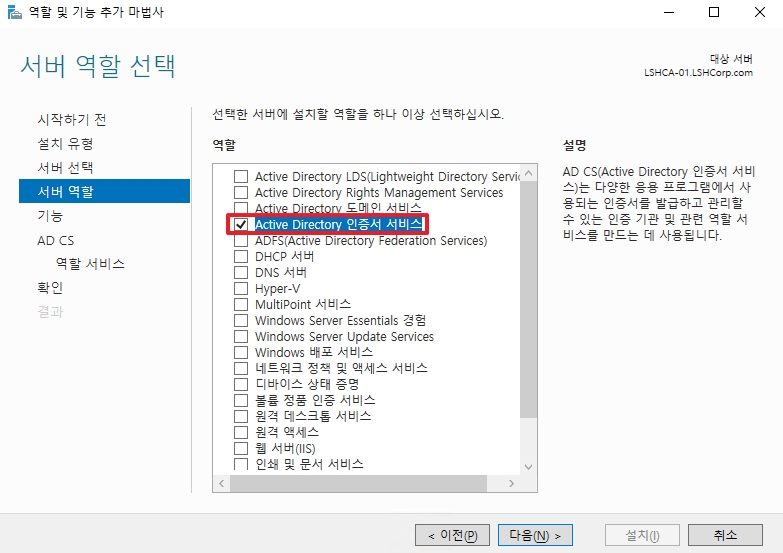 역할 및 기능 추가 마법사
서버 역할 선택
대상 서버
LSHCA-01.LSHCorp.com
시작하기 전
설치 유형
서버 선택
서버 역할
기능
AD CS
역할 서비스
확인
결과
선택한 서버에 설치할 역할을 하나 이상 선택하십시오.
역할
Active Directory LDS(Lightweight Directory Servic
Active Directory Rights Management Services
Active Directory 도메인 서비스
Active Directory 인증서 서비스
ADFS(Active Directory Federation Services)
DHCP 서버
DNS 서버
Hyper-V
MultiPoint 서비스
Windows Server Essentials 경험
Windows Server Update Services
Windows 배포 서비스
네트워크 정책 및 액세스 서비스
디바이스 상태 증명
볼륨 정품 인증 서비스
원격 데스크톱 서비스
원격 액세스
웹 서버(IIS)
인쇄 및 문서 서비스
설명
AD CS(Active Directory 인증서 서비
스)는 다양한 응용 프로그램에서 사
용되는 인증서를 발급하고 관리할
수 있는 인증 기관 및 관련 역할 서
비스를 만드는 데 사용됩니다.
< 이전(P)
다음(N) >
설치(I)
취소